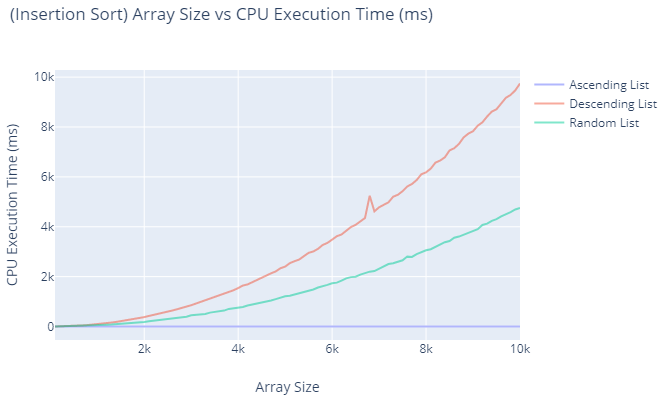 (Insertion Sort) Array Size vs CPU Execution Time (ms)
10k
8k
6k
4k
2k
0
CPU Execution Time (ms)
2k
4k
6k
8k
10k
Array Size
Ascending List
Descending List
Random List